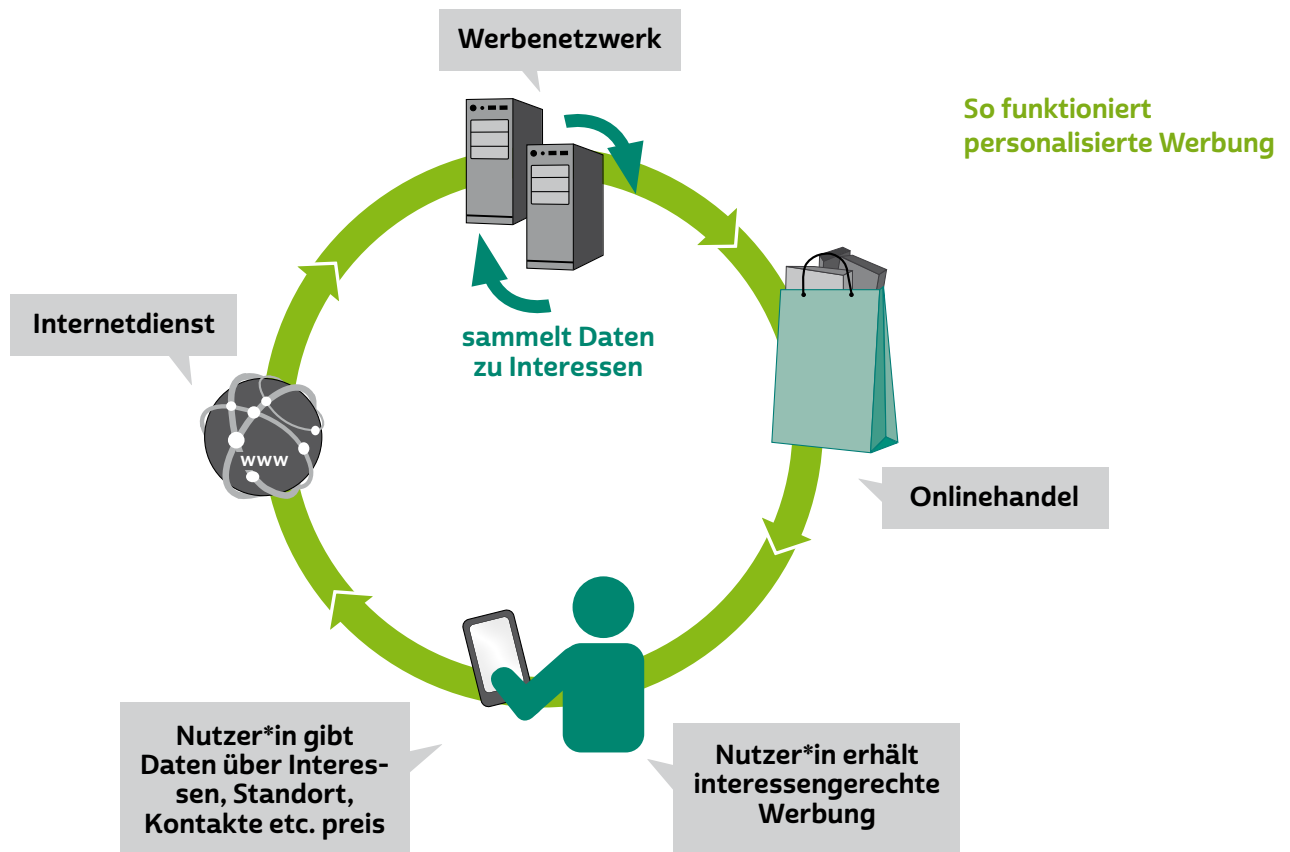 Werbenetzwerk
So funktioniert
personalisierte Werbung
Internetdienst
sammelt Daten
zu Interessen
www
Onlinehandel
Nutzer*in gibt
Daten über Interes-
sen, Standort,
Kontakte etc. preis
Nutzer*in erhält
interessengerechte
Werbung